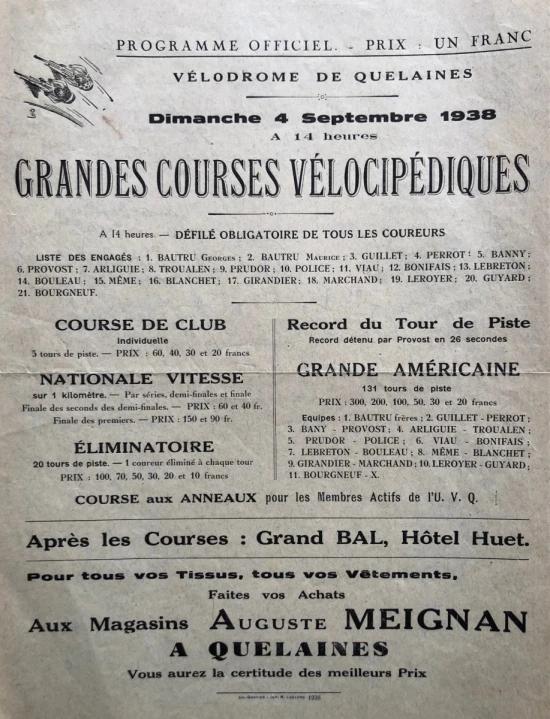 PROGRAMME OFFICIEL. - PRIX : UN FRANC
VÉLODROME DE QUELAINES
Dimanche 4 Septembre 1938
A 14 heures
GRANDES COURSES VÉLOCIPÉDIQUES
A 14 heures — DÉFILÉ OBLIGATOIRE DE TOUS LES COUREURS
LISTE DES ENGAGÉS : 1. BAUTRU Georges; 2. BAUTRU Maurice; 3. GUILLET; 4. PERROT; 5. BANNY;
6. PROVOST; 7. ARLIGUIE; 8. TROUALEN; 9. PRUDOR; 10. POLICE; 11. VIAU; 12. BONIFAIS; 13. LEBRETON;
14. BOULEAU; 15. MÊME; 16. BLANCHET; 17. GIRANDIER; 18. MARCHAND; 19. LEROYER; 20. GUYARD;
21. BOURGNEUF.
COURSE DE CLUB
Individuelle
5 tours de piste. — PRIX : 60, 40, 30 et 20 francs
NATIONALE VITESSE
sur 1 kilomètre. — Par séries, demi-finales et finale
Finale des seconds des demi-finales. — PRIX : 60 et 40 fr.
Finale des premiers. — PRIX : 150 et 90 fr.
ÉLIMINATOIRE
20 tours de piste. — 1 coureur éliminé à chaque tour
PRIX : 100, 70, 50, 30, 20 et 10 francs
Record du Tour de Piste
Record détenu par Provost en 26 secondes
GRANDE AMÉRICAINE
131 tours de piste
PRIX : 300, 200, 100, 50, 30 et 20 francs
Equipes : 1. BAUTRU frères; 2. GUILLET - PERROT;
3. BANY - PROVOST; 4. ARLIGUIE - TROUALEN;
5. PRUDOR - POLICE; 6. VIAU - BONIFAIS;
7. LEBRETON - BOULEAU; 8. MÊME - BLANCHET;
9. GIRANDIER - MARCHAND; 10. LEROYER - GUYARD;
11. BOURGNEUF - X.
COURSE aux ANNEAUX pour les Membres Actifs de l'U. V. Q.
Après les Courses : Grand BAL, Hôtel Huet.
Pour tous vos Tissus, tous vos Vêtements,
Faites vos Achats
Aux Magasins Auguste MEIGNAN
A QUELAINES
Vous aurez la certitude des meilleurs Prix
1938